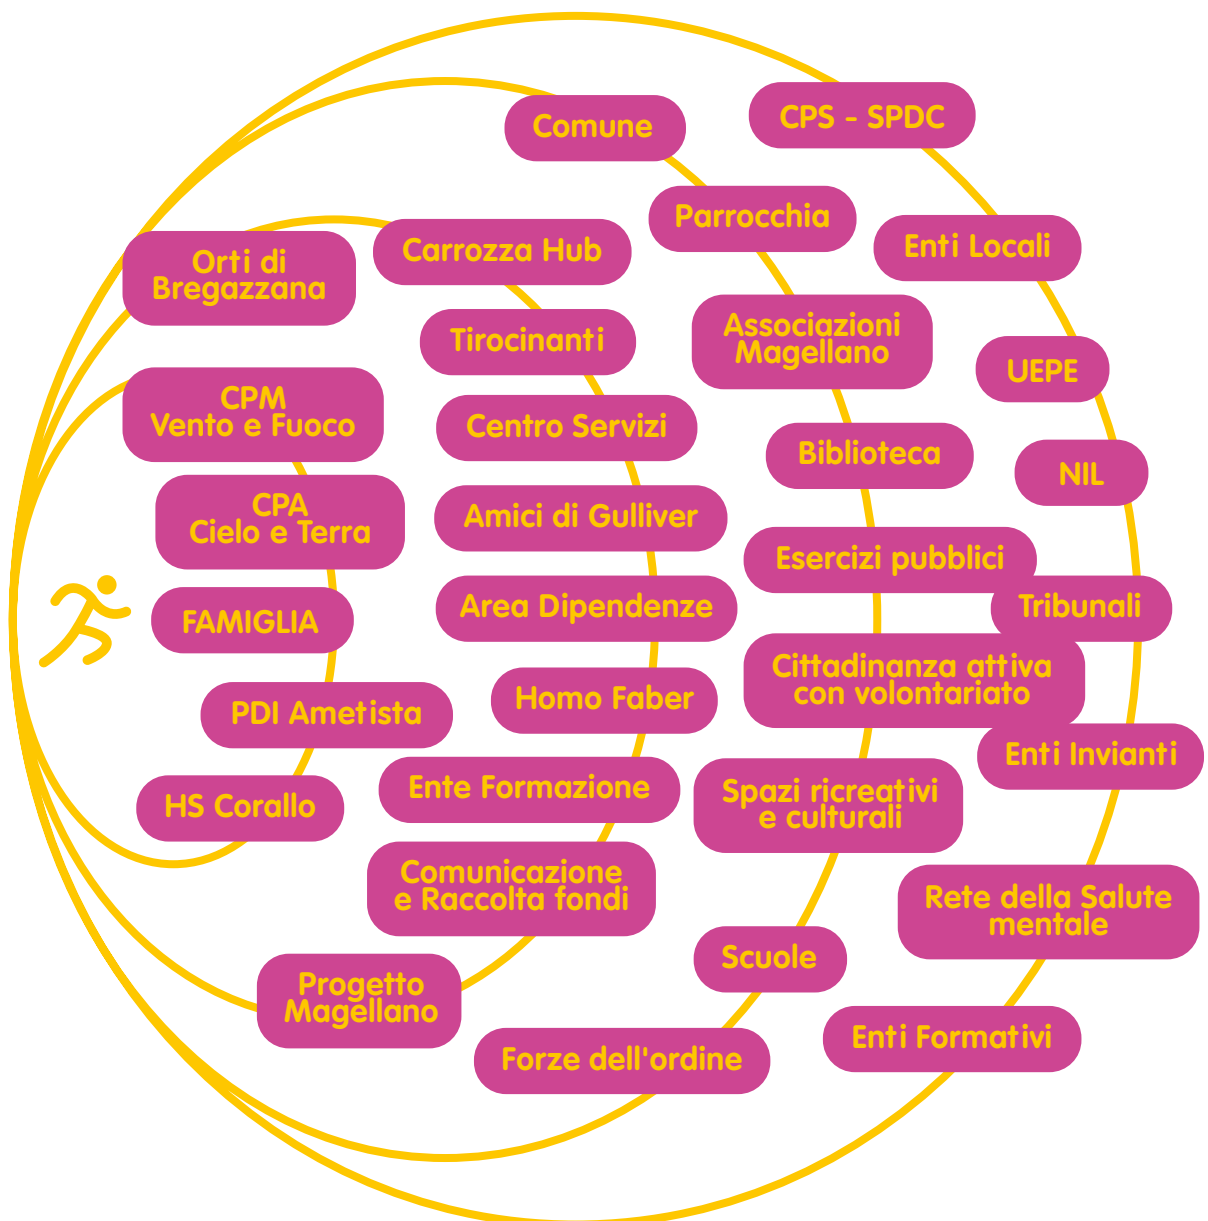 Comune
CPS - SPDC
Parrocchia
Enti Locali
Orti di
Bregazzana
Carrozza Hub
Tirocinanti
Associazioni
Magellano
UEPE
CPM
Vento e Fuoco
Centro Servizi
Biblioteca
NIL
CPA
Cielo e Terra
Amici di Gulliver
Esercizi pubblici
FAMIGLIA
Area Dipendenze
Tribunali
Cittadinanza attiva
con volontariato
PDI Ametista
Homo Faber
Enti Invianti
HS Corallo
Ente Formazione
Spazi ricreativi
e culturali
Comunicazione
e Raccolta fondi
Rete della Salute
mentale
Scuole
Progetto
Magellano
Forze dell'ordine
Enti Formativi